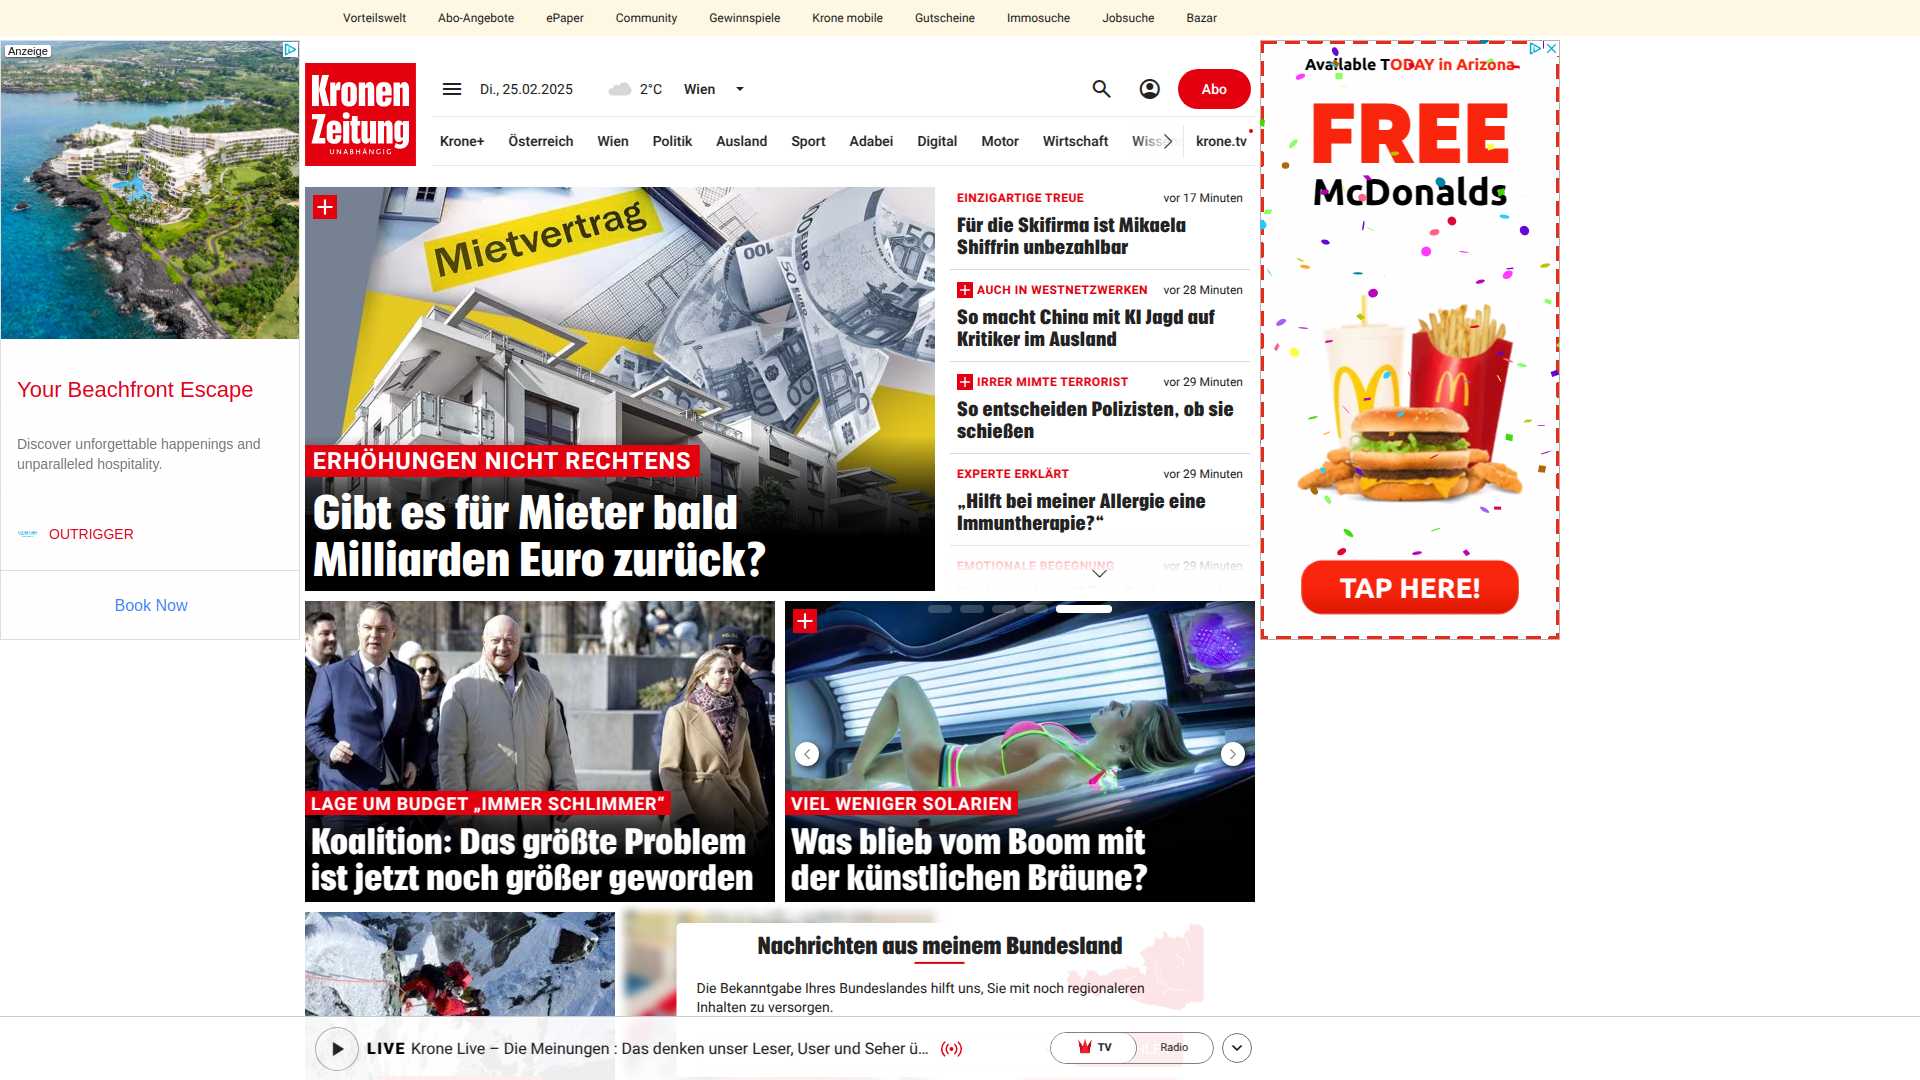 Vorteilswelt Abo-Angebote ePaper Community Gewinnspiele Krone mobile Gutscheine Immosuche Jobsuche Bazar
Anzeige
Your Beachfront Escape
Discover unforgettable happenings and
unparalleled hospitality.
OUTRIGGER
Book Now
Kronen
Zeitung
UNABHÄNGIG
Di., 25.02.2025
2°C
Wien
Abo
Krone+ Österreich Wien Politik Ausland Sport Adabei Digital Motor Wirtschaft krone.tv
Mietvertrag
ERHÖHUNGEN NICHT RECHTENS
Gibt es für Mieter bald
Milliarden Euro zurück?
EINZIGARTIGE TREUE vor 17 Minuten
Für die Skifirma ist Mikaela
Shiffrin unbezahlbar
AUCH IN WESTNETZWERKEN vor 28 Minuten
So macht China mit KI Jagd auf
Kritiker im Ausland
IRRER MIMTE TERRORIST vor 29 Minuten
So entscheiden Polizisten, ob sie
schießen
EXPERTE ERKLÄRT vor 29 Minuten
„Hilft bei meiner Allergie eine
Immuntherapie?“
EMOTIONALE BEGEGNUNG vor 29 Minuten
LAGE UM BUDGET „IMMER SCHLIMMER“
Koalition: Das größte Problem
ist jetzt noch größer geworden
VIEL WENIGER SOLARIEN
Was blieb vom Boom mit
der künstlichen Bräune?
Nachrichten aus meinem Bundesland
Die Bekanntgabe Ihres Bundeslandes hilft uns, Sie mit noch regionaleren
Inhalten zu versorgen.
LIVE Krone Live – Die Meinungen : Das denken unser Leser, User und Seher ü...
TV
Radio
Available TODAY in Arizona
FREE
McDonalds
TAP HERE!